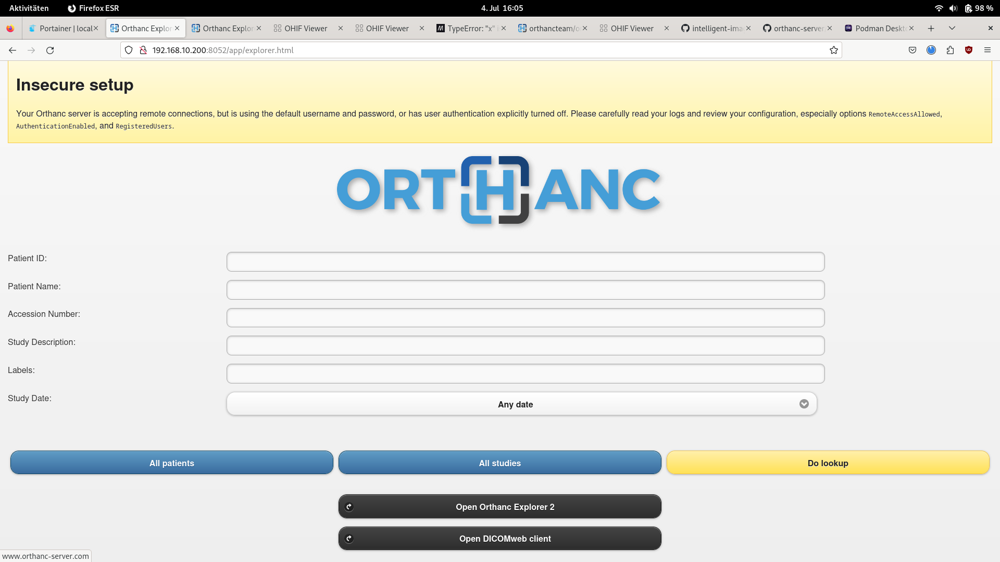 Aktivitäten Firefox ESR 4. Jul 16:05 98 %
Portainer | local Orthanc Explor Orthanc Explor OHIF Viewer OHIF Viewer TypeError: "x" i orthancteam/o OHIF Viewer intelligent-ima orthanc-server Podman Deskto
192.168.10.200:8052/app/explorer.html
Insecure setup
Your Orthanc server is accepting remote connections, but is using the default username and password, or has user authentication explicitly turned off. Please carefully read your logs and review your configuration, especially options RemoteAccessAllowed,
AuthenticationEnabled, and RegisteredUsers.
ORTHANC
Patient ID:
Patient Name:
Accession Number:
Study Description:
Labels:
Study Date: Any date
All patients All studies Do lookup
Open Orthanc Explorer 2
Open DICOMweb client
www.orthanc-server.com